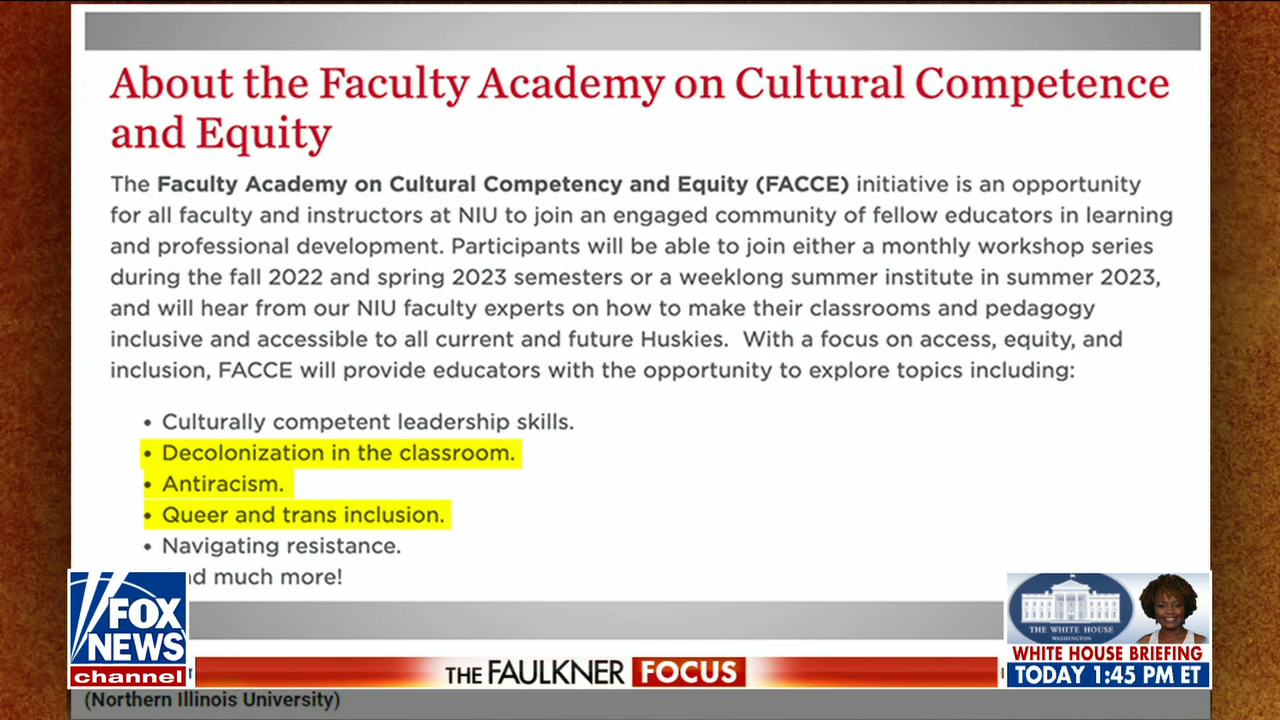 About the Faculty Academy on Cultural Competence
and Equity
The Faculty Academy on Cultural Competency and Equity (FACCE) initiative is an opportunity
for all faculty and instructors at NIU to join an engaged community of fellow educators in learning
and professional development. Participants will be able to join either a monthly workshop series
during the fall 2022 and spring 2023 semesters or a weeklong summer institute in summer 2023,
and will hear from our NIU faculty experts on how to make their classrooms and pedagogy
inclusive and accessible to all current and future Huskies.  With a focus on access, equity, and
inclusion, FACCE will provide educators with the opportunity to explore topics including:
• Culturally competent leadership skills.
• Decolonization in the classroom.
• Antiracism.
• Queer and trans inclusion.
• Navigating resistance.
nd much more!
FOX
NEWS
channel
THE FAULKNER FOCUS
THE WHITE HOUSE
WASHINGTON
WHITE HOUSE BRIEFING
TODAY 1:45 PM ET
(Northern Illinois University)